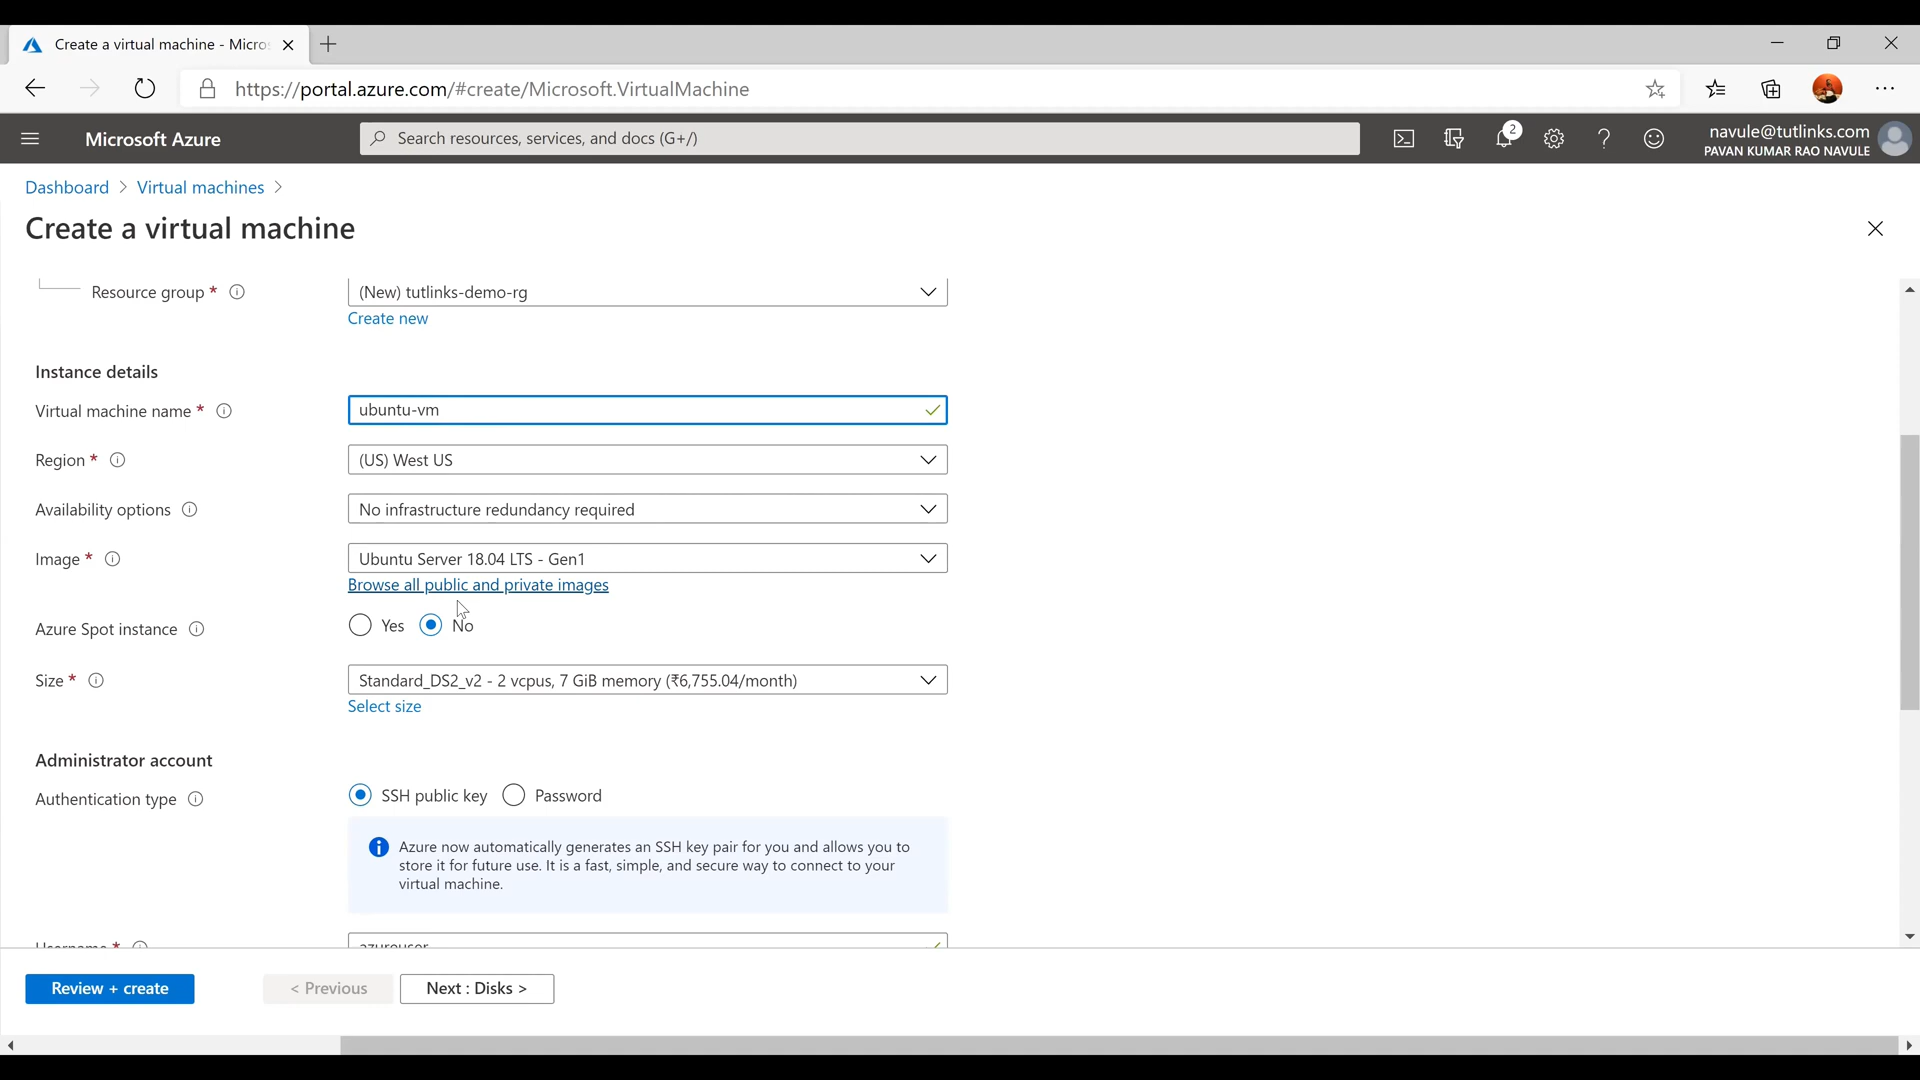 Create a virtual machine - Micro
https://portal.azure.com/#create/Microsoft.VirtualMachine
Microsoft Azure
Search resources, services, and docs (G+/)
2
navule@tutlinks.com
PAVAN KUMAR RAO NAVULE
Dashboard > Virtual machines >
Create a virtual machine
Resource group * (New) tutlinks-demo-rg
Create new
Instance details
Virtual machine name * ubuntu-vm
Region * (US) West US
Availability options No infrastructure redundancy required
Image * Ubuntu Server 18.04 LTS - Gen1
Browse all public and private images
Azure Spot instance Yes No
Size * Standard_DS2_v2 - 2 vcpus, 7 GiB memory (₹6,755.04/month)
Select size
Administrator account
Authentication type SSH public key Password
Azure now automatically generates an SSH key pair for you and allows you to
store it for future use. It is a fast, simple, and secure way to connect to your
virtual machine.
Username * azureuser
Review + create < Previous Next : Disks >